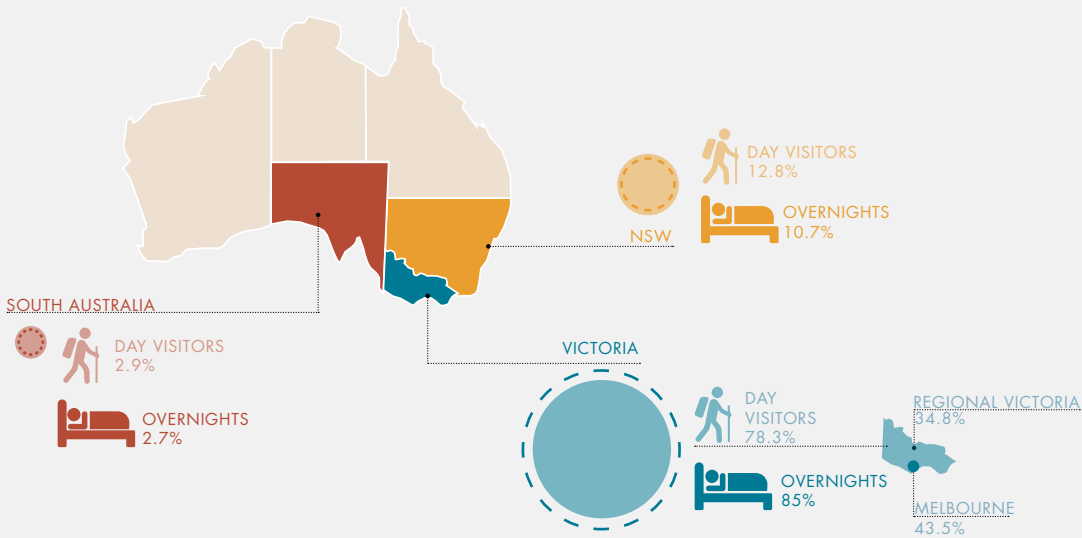 DAY VISITORS
12.8%
OVERNIGHTS
10.7%
NSW
SOUTH AUSTRALIA
DAY VISITORS
2.9%
OVERNIGHTS
2.7%
VICTORIA
DAY
VISITORS
78.3%
OVERNIGHTS
85%
REGIONAL VICTORIA
34.8%
MELBOURNE
43.5%